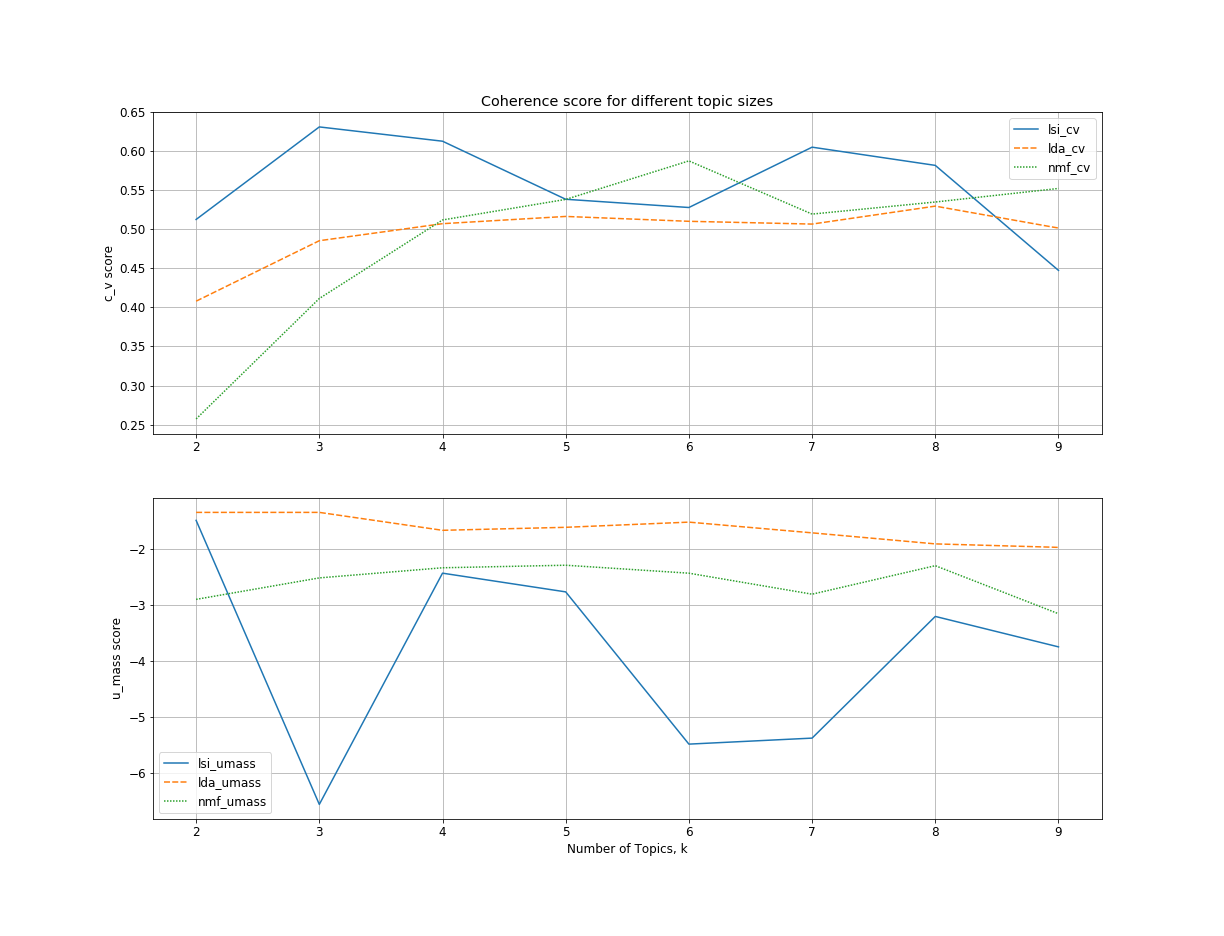 Coherence score for different topic sizes
0.65
0.60
0.55
0.50
0.45
0.40
0.35
0.30
0.25
c_v score
lsi_cv
lda_cv
nmf_cv
2 3 4 5 6 7 8 9
−2
−3
−4
−5
−6
u_mass score
lsi_umass
lda_umass
nmf_umass
2 3 4 5 6 7 8 9
Number of Topics, k